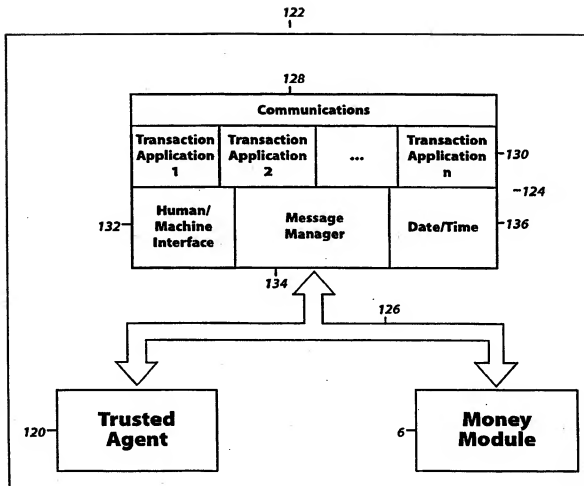 122
128
Communications
Transaction Application 1
Transaction Application 2
...
Transaction Application n
130
124
132
Human/ Machine Interface
Message Manager
Date/Time
136
134
126
120
Trusted Agent
6
Money Module